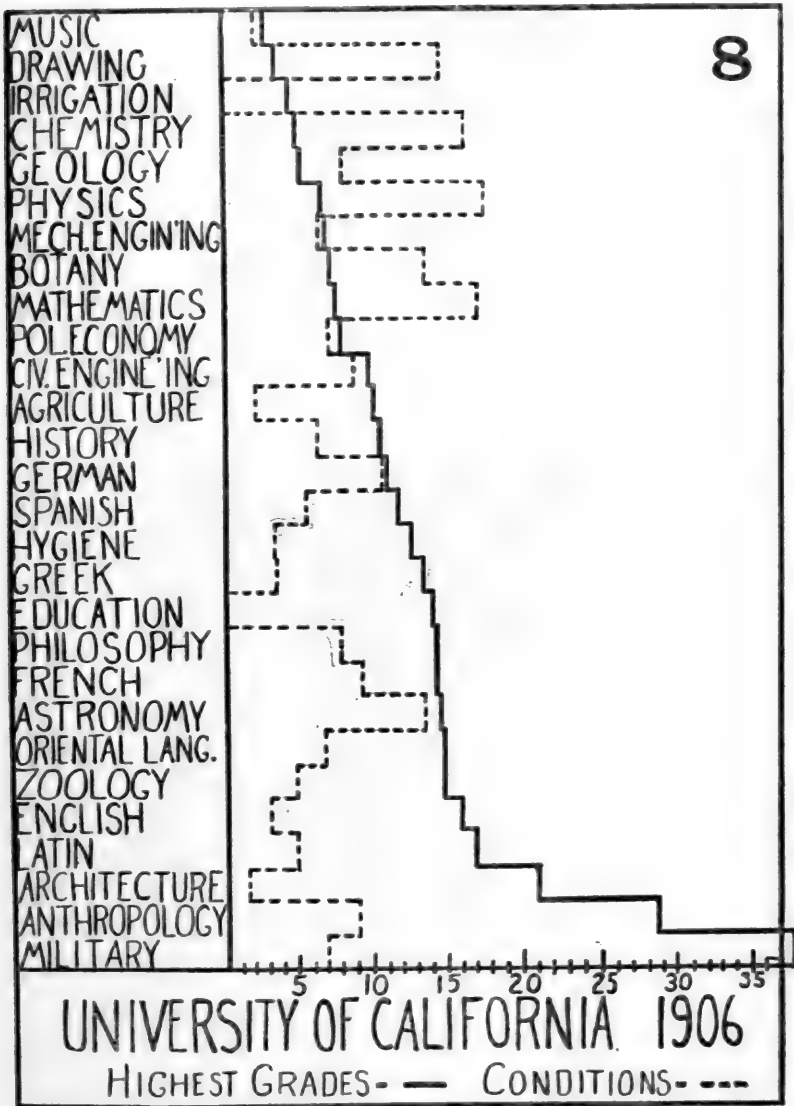 8
MUSIC
DRAWING
IRRIGATION
CHEMISTRY
GEOLOGY
PHYSICS
MECH.ENGIN'ING
BOTANY
MATHEMATICS
POL.ECONOMY
CIV. ENGINE'ING
AGRICULTURE
HISTORY
GERMAN
SPANISH
HYGIENE
GREEK
EDUCATION
PHILOSOPHY
FRENCH
ASTRONOMY
ORIENTAL LANG.
ZOOLOGY
ENGLISH
LATIN
ARCHITECTURE
ANTHROPOLOGY
MILITARY
5 10 15 20 25 30 35
UNIVERSITY OF CALIFORNIA. 1906
HIGHEST GRADES- — CONDITIONS----